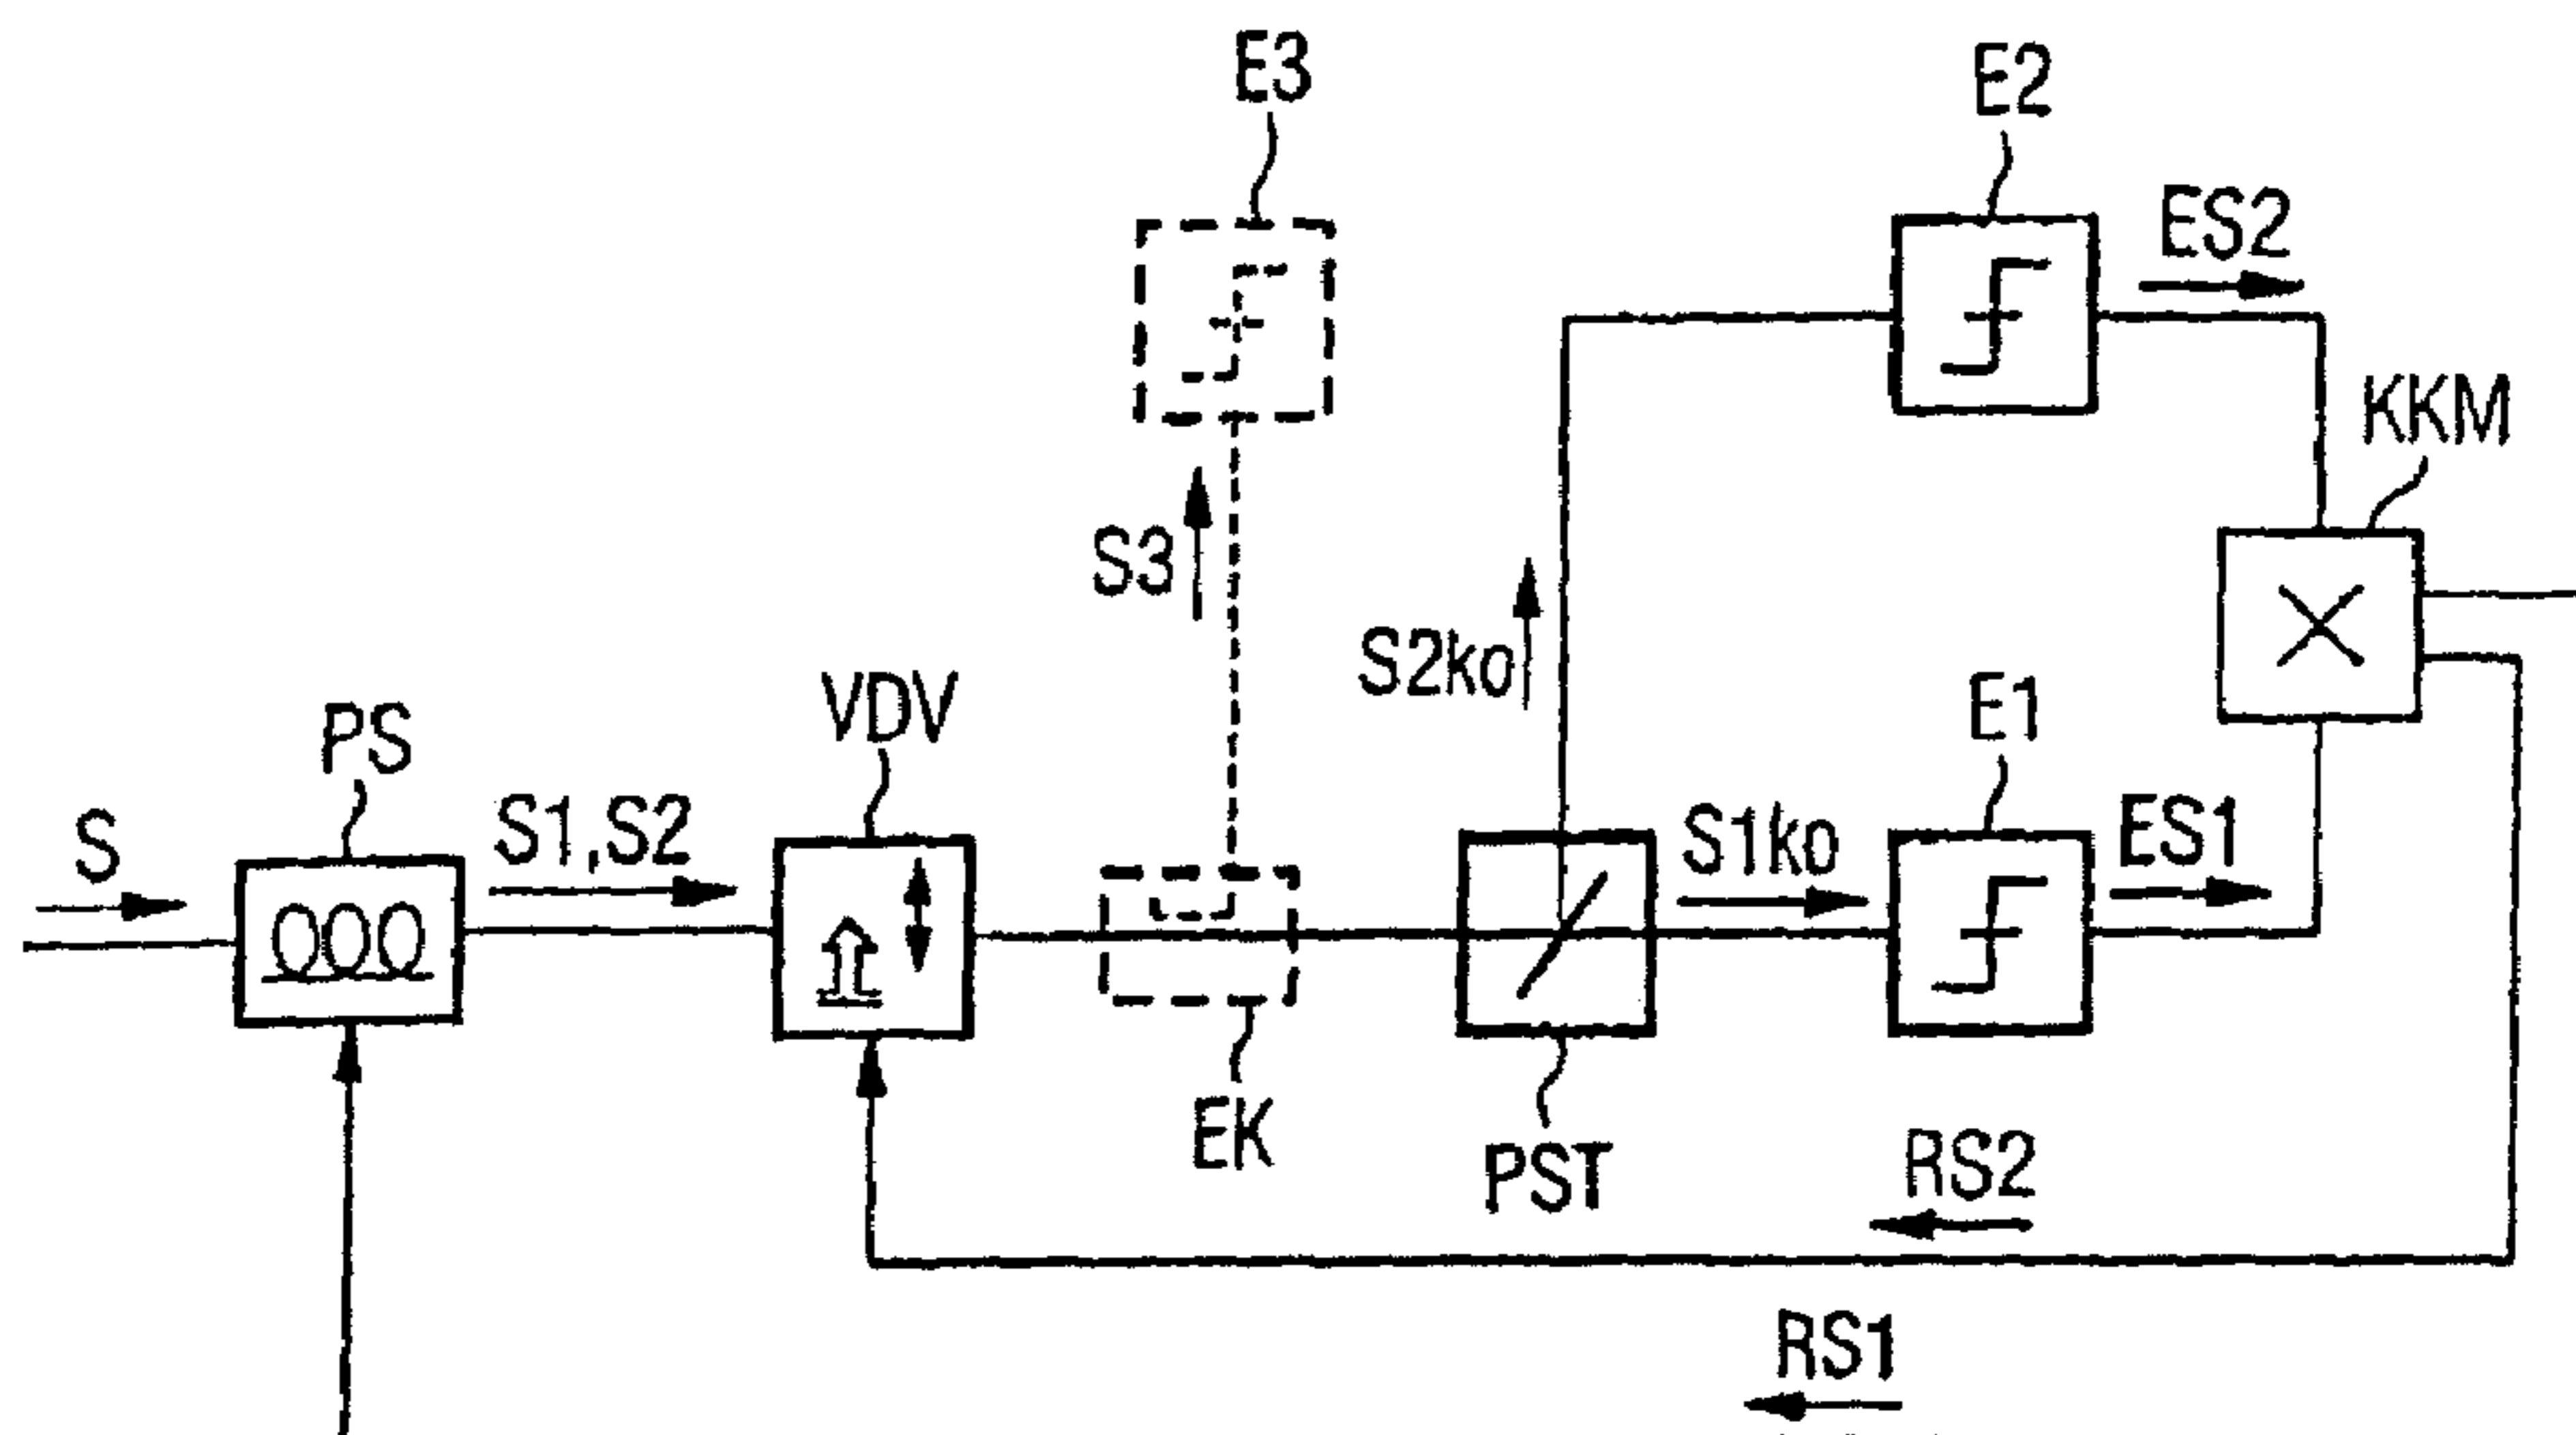 E3
E2
ES2
KKM
S3
S2ko
VDV
E1
PS
S1,S2
S1ko
ES1
S
EK
PST
RS2
RS1